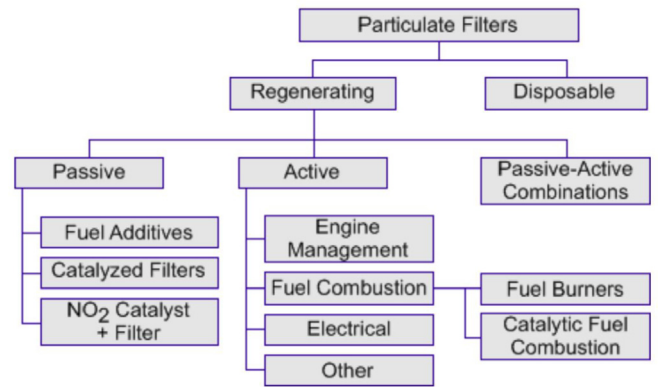 Particulate Filters
Regenerating
Disposable
Passive
Active
Passive-Active
Combinations
Fuel Additives
Catalyzed Filters
NO2 Catalyst
+ Filter
Engine
Management
Fuel Combustion
Electrical
Other
Fuel Burners
Catalytic Fuel
Combustion